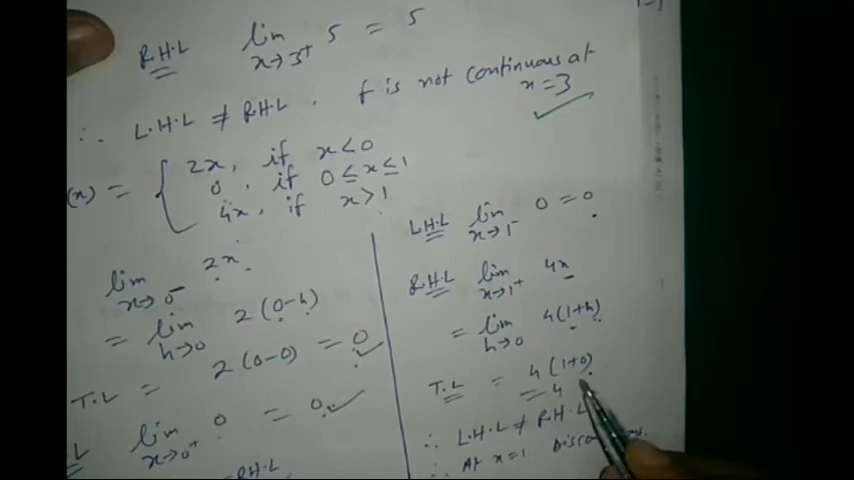 R.H.L lim x→3⁺ 5 = 5
∴ L.H.L ≠ R.H.L , f is not continuous at x=3
(x) = { 2x, if x<0
0, if 0≤x≤1
4x, if x>1
lim x→0⁻ 2x
= lim h→0 2(0-h)
T.L = 2(0-0) = 0
lim x→0⁺ 0 = 0
R.H.L
L.H.L lim x→1⁻ 0 = 0
R.H.L lim x→1⁺ 4x
= lim h→0 4(1+h)
T.L = 4(1+0)
= 4
∴ L.H.L ≠ R.H.L
∴ At x=1